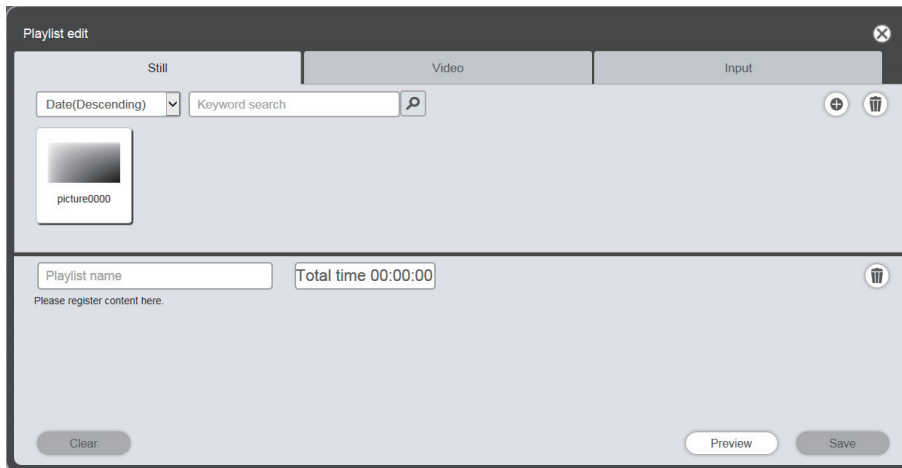 Playlist edit
Still
Video
Input
Date(Descending)
Keyword search
picture0000
Playlist name
Total time 00:00:00
Please register content here.
Clear
Preview
Save